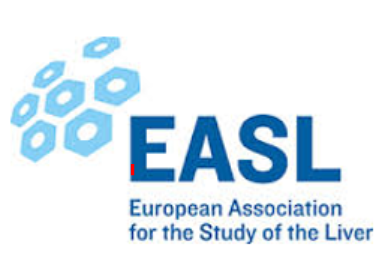 EASL
European Association
for the Study of the Liver